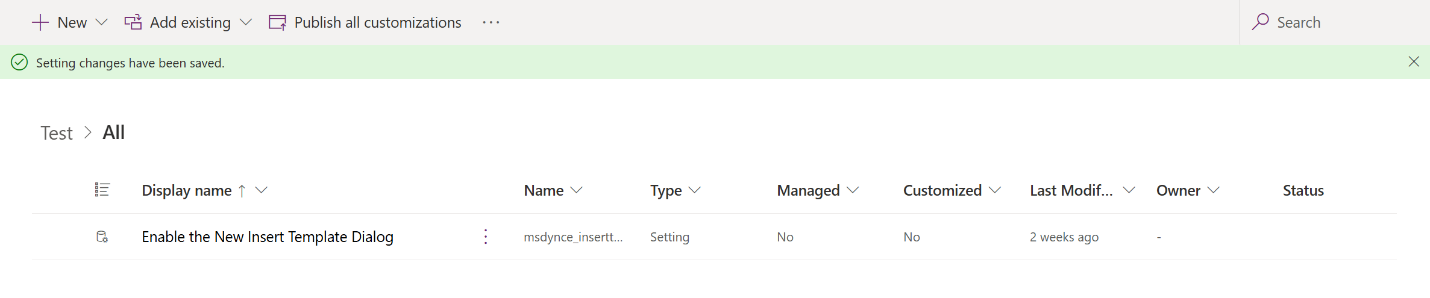 New Add existing Publish all customizations ··· Search
Setting changes have been saved.
Test > All
Display name ↑ Name Type Managed Customized Last Modif... Owner Status
Enable the New Insert Template Dialog msdynce_insertt... Setting No No 2 weeks ago -